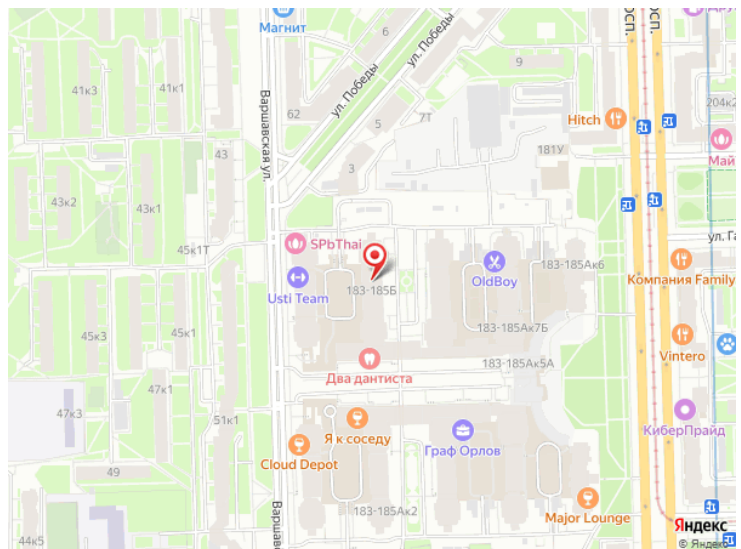 Магнит
6
41к3
41к1
62
ул. Победы
ул. Победы
5
7Т
9
204к2
Hitch
Варшавская ул.
43
3
181У
43к2
43к1
45к1Т
SPbThai
Usti Team
183-185Б
OldBoy
183-185Ак6
Компания Family
45к3
45к1
183-185Ак7Б
183-185Ак5А
Vintero
Два дантиста
47к3
47к1
51к1
КиберПрайд
Я к соседу
Граф Орлов
49
Cloud Depot
44к5
183-185Ак2
Major Lounge
Яндекс
© Яндекс